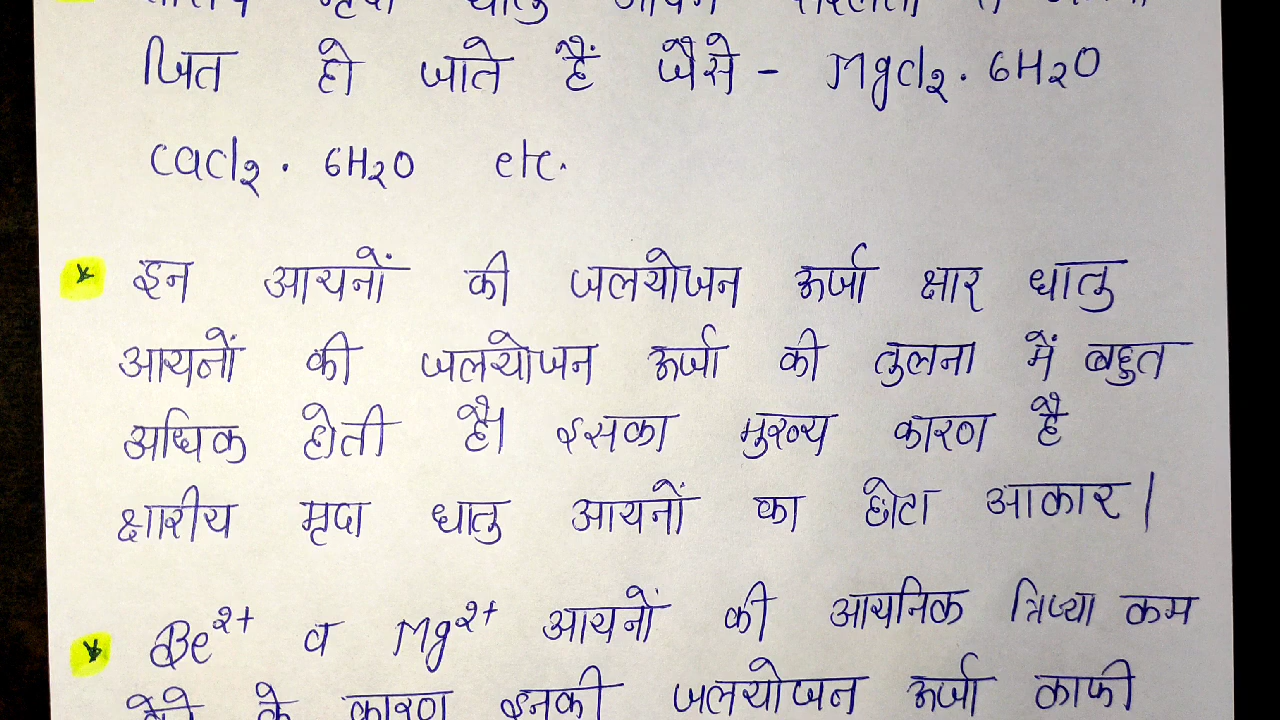 मृदा धातु
जित हो जाते हैं जैसे - Mgcl₂. 6H₂O
cacl₂. 6H₂O etc.
* इन आयनों की जलयोजन ऊर्जा क्षार धातु
आयनों की जलयोजन ऊर्जा की तुलना में बहुत
अधिक होती है। इसका मुख्य कारण है
क्षारीय मृदा धातु आयनों का छोटा आकार।
* Be²⁺ व Mg²⁺ आयनों की आयनिक त्रिज्या कम
होने के कारण इनकी जलयोजन ऊर्जा काफी